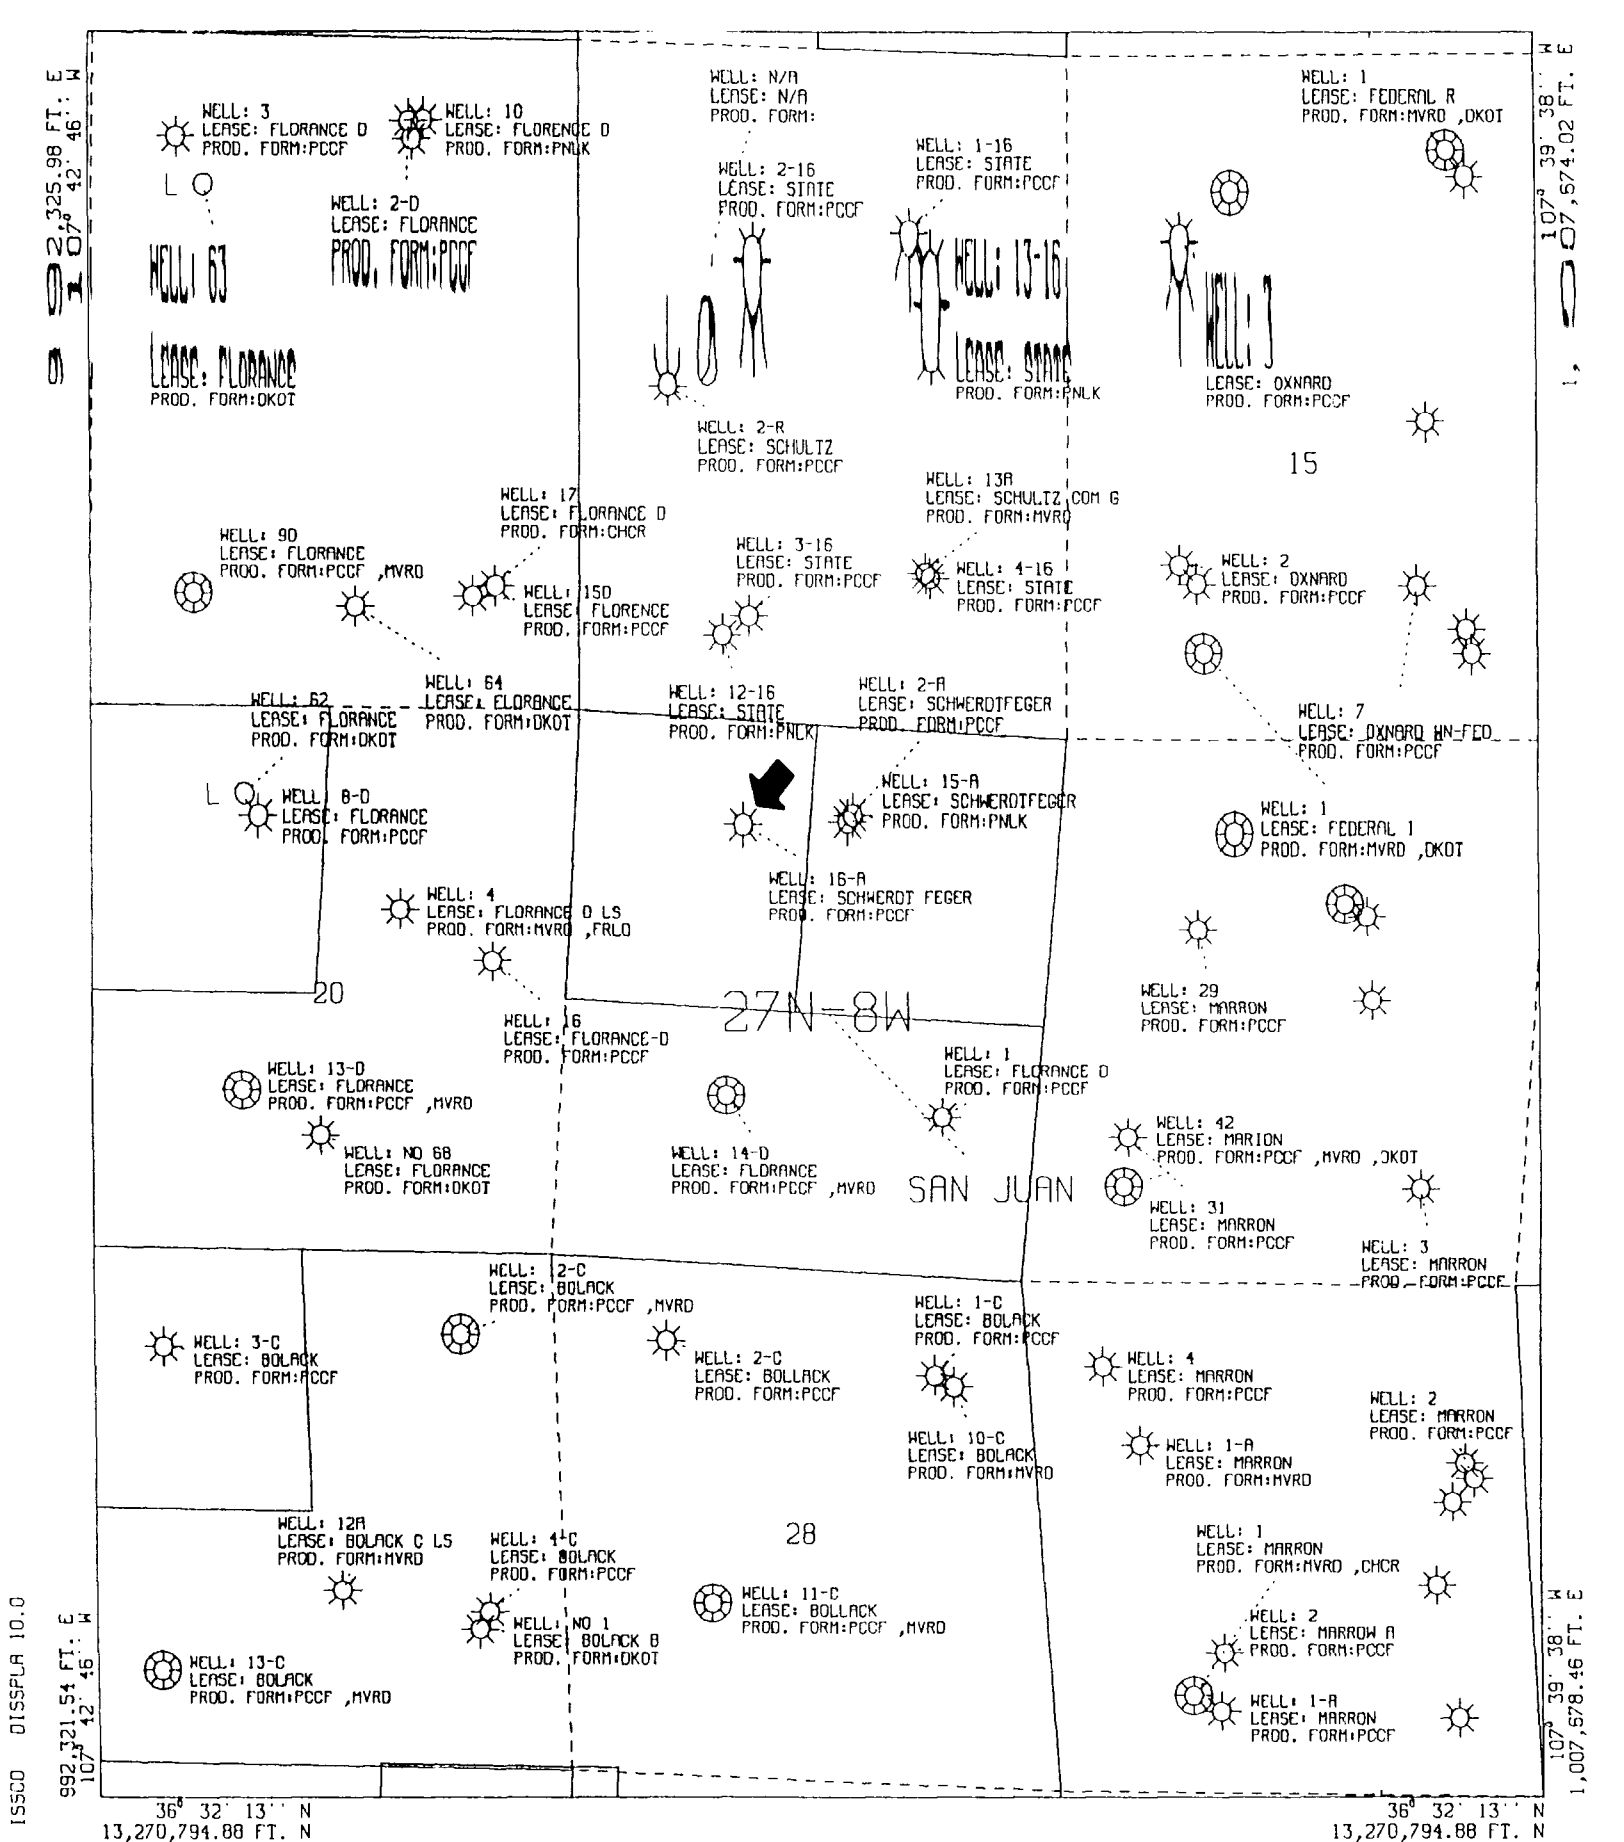 992,325.98 FT. E
107° 42' 46'' W
107° 39' 38'' W
1,007,674.02 FT. E
WELL: 3
LEASE: FLORANCE D
PROD. FORM:PCCF
WELL: 10
LEASE: FLORENCE D
PROD. FORM:PNLK
WELL: N/A
LEASE: N/A
PROD. FORM:
WELL: 1
LEASE: FEDERAL R
PROD. FORM:MVRD ,DKOT
WELL: 1-16
LEASE: STATE
PROD. FORM:PCCF
WELL: 2-16
LEASE: STATE
PROD. FORM:PCCF
L
WELL: 2-D
LEASE: FLORANCE
PROD. FORM:PCCF
WELL: 63
LEASE: FLORANCE
PROD. FORM:DKOT
WELL: 13-16
LEASE: STATE
PROD. FORM:PNLK
WELL: 3
LEASE: OXNARD
PROD. FORM:PCCF
WELL: 2-R
LEASE: SCHULTZ
PROD. FORM:PCCF
15
WELL: 13A
LEASE: SCHULTZ COM G
PROD. FORM:MVRD
WELL: 17
LEASE: FLORANCE D
PROD. FORM:CHCR
WELL: 9D
LEASE: FLORANCE
PROD. FORM:PCCF ,MVRD
WELL: 3-16
LEASE: STATE
PROD. FORM:PCCF
WELL: 4-16
LEASE: STATE
PROD. FORM:PCCF
WELL: 2
LEASE: OXNARD
PROD. FORM:PCCF
WELL: 15D
LEASE: FLORENCE
PROD. FORM:PCCF
WELL: 64
LEASE: FLORANCE
PROD. FORM:DKOT
WELL: 62
LEASE: FLORANCE
PROD. FORM:DKOT
WELL: 12-16
LEASE: STATE
PROD. FORM:PNLK
WELL: 2-A
LEASE: SCHWERDTFEGER
PROD. FORM:PCCF
WELL: 7
LEASE: OXNARD WN-FED
PROD. FORM:PCCF
L
WELL: 8-D
LEASE: FLORANCE
PROD. FORM:PCCF
WELL: 15-A
LEASE: SCHWERDTFEGER
PROD. FORM:PNLK
WELL: 1
LEASE: FEDERAL I
PROD. FORM:MVRD ,DKOT
WELL: 16-A
LEASE: SCHWERDT FEGER
PROD. FORM:PCCF
WELL: 4
LEASE: FLORANCE D LS
PROD. FORM:MVRD ,FRLD
20
27N-8W
WELL: 29
LEASE: MARRON
PROD. FORM:PCCF
WELL: 16
LEASE: FLORANCE-D
PROD. FORM:PCCF
WELL: 1
LEASE: FLORANCE D
PROD. FORM:PCCF
WELL: 13-D
LEASE: FLORANCE
PROD. FORM:PCCF ,MVRD
WELL: NO 68
LEASE: FLORANCE
PROD. FORM:DKOT
WELL: 14-D
LEASE: FLORANCE
PROD. FORM:PCCF ,MVRD
WELL: 42
LEASE: MARION
PROD. FORM:PCCF ,MVRD ,DKOT
SAN JUAN
WELL: 31
LEASE: MARRON
PROD. FORM:PCCF
WELL: 3
LEASE: MARRON
PROD. FORM:PCCF
WELL: 12-C
LEASE: BOLACK
PROD. FORM:PCCF ,MVRD
WELL: 1-C
LEASE: BOLACK
PROD. FORM:PCCF
WELL: 3-C
LEASE: BOLACK
PROD. FORM:PCCF
WELL: 2-C
LEASE: BOLLACK
PROD. FORM:PCCF
WELL: 4
LEASE: MARRON
PROD. FORM:PCCF
WELL: 2
LEASE: MARRON
PROD. FORM:PCCF
WELL: 10-C
LEASE: BOLACK
PROD. FORM:MVRD
WELL: 1-A
LEASE: MARRON
PROD. FORM:MVRD
WELL: 12A
LEASE: BOLACK C LS
PROD. FORM:MVRD
WELL: 4-C
LEASE: BOLACK
PROD. FORM:PCCF
28
WELL: 1
LEASE: MARRON
PROD. FORM:MVRD ,CHCR
WELL: 11-C
LEASE: BOLLACK
PROD. FORM:PCCF ,MVRD
WELL: NO 1
LEASE: BOLACK B
PROD. FORM:DKOT
WELL: 2
LEASE: MARROW A
PROD. FORM:PCCF
WELL: 13-C
LEASE: BOLACK
PROD. FORM:PCCF ,MVRD
WELL: 1-A
LEASE: MARRON
PROD. FORM:PCCF
ISSCO DISSPLA 10.0
992,321.54 FT. E
107° 42' 46'' W
107° 39' 38'' W
1,007,678.46 FT. E
36° 32' 13'' N
13,270,794.88 FT. N
36° 32' 13'' N
13,270,794.88 FT. N